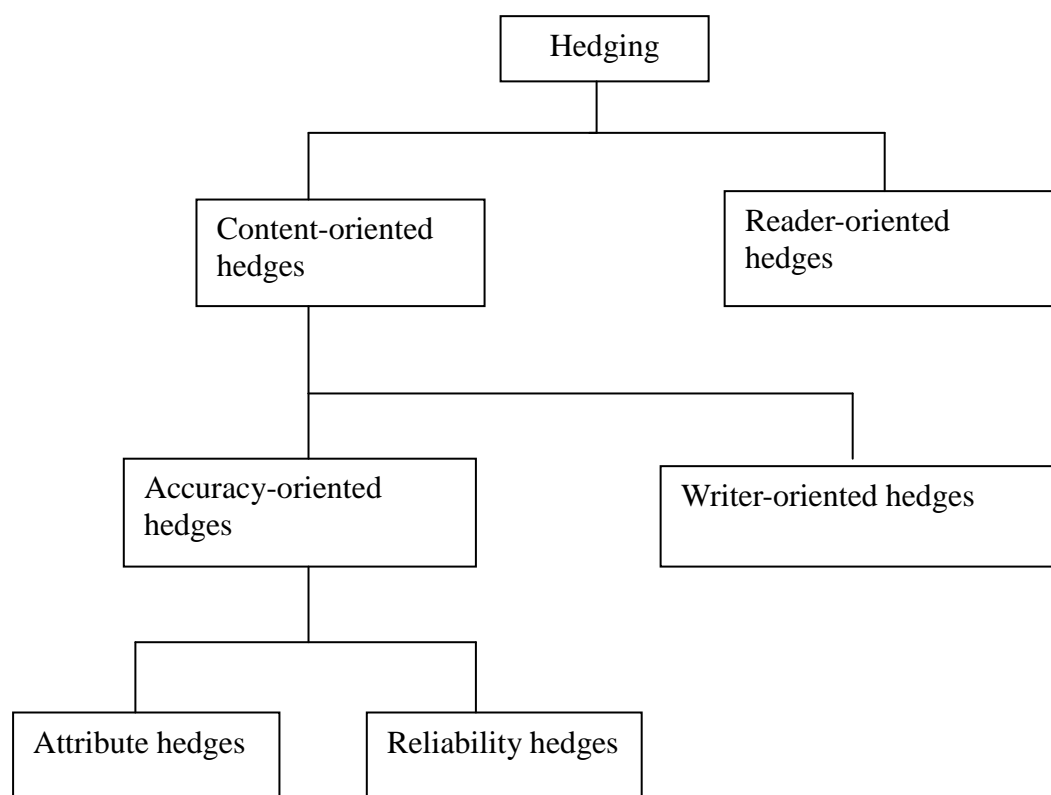 Hedging
Content-oriented
hedges
Reader-oriented
hedges
Accuracy-oriented
hedges
Writer-oriented hedges
Attribute hedges
Reliability hedges